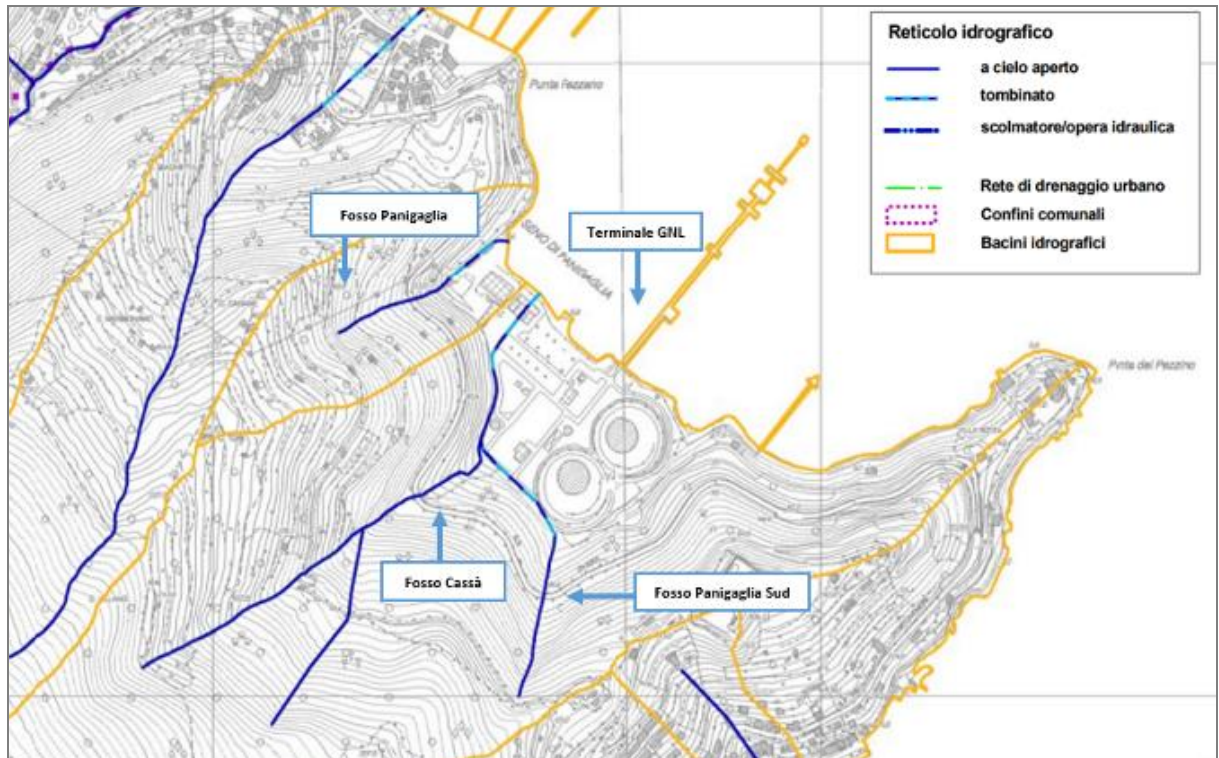 Reticolo idrografico
a cielo aperto
tombinato
scolmatore/opera idraulica
Rete di drenaggio urbano
Confini comunali
Bacini idrografici
Punta Fezzano
Fosso Panigaglia
Terminale GNL
SENO DI PANIGAGLIA
Punta del Pezzino
Fosso Cassà
Fosso Panigaglia Sud